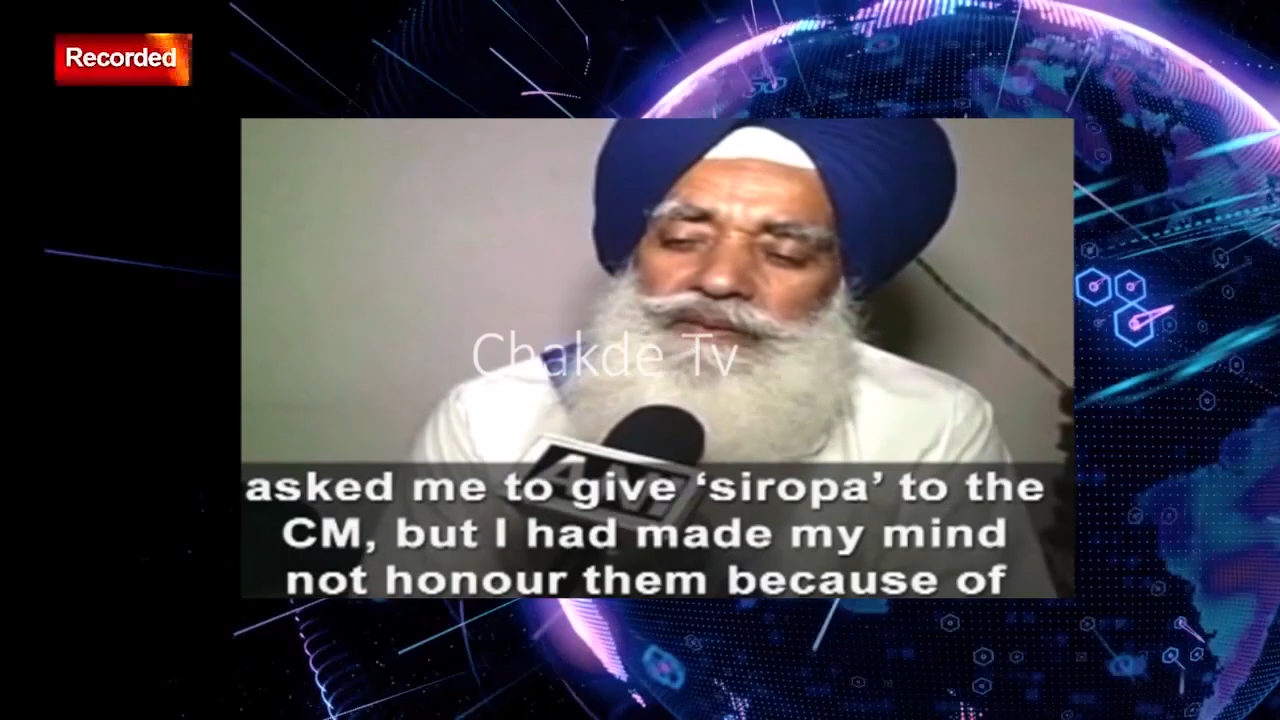 Recorded
Chakde Tv
ANI
asked me to give ‘siropa’ to the
CM, but I had made my mind
not honour them because of